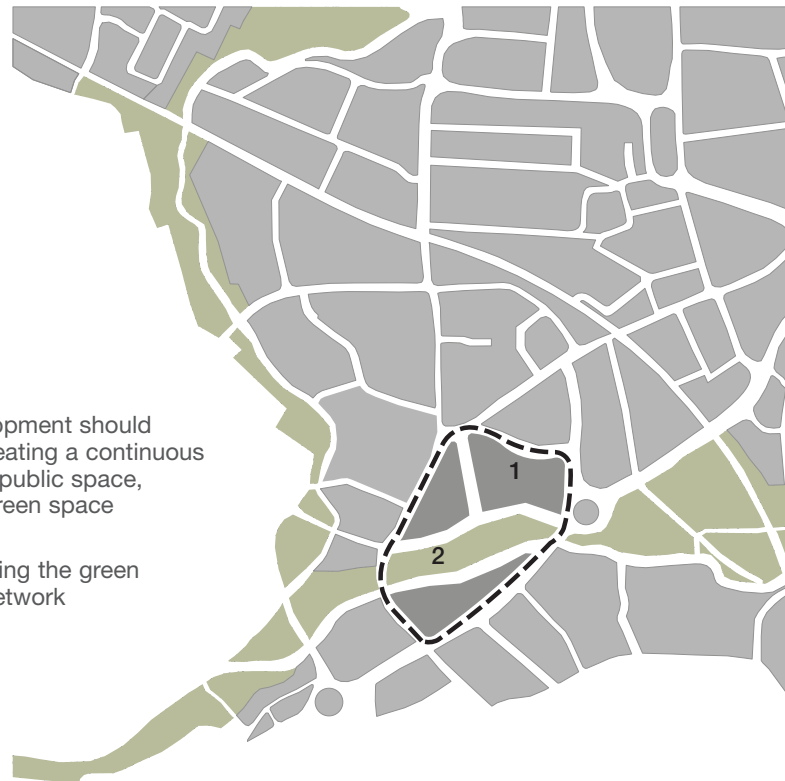 opment should
eating a continuous
public space,
reen space
ing the green
etwork
1
2